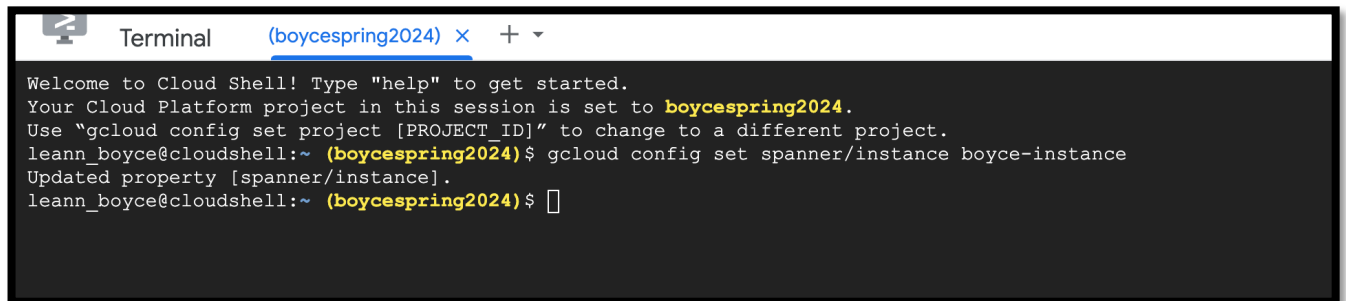 Terminal (boycespring2024) × + ▾
Welcome to Cloud Shell! Type "help" to get started.
Your Cloud Platform project in this session is set to boycespring2024.
Use “gcloud config set project [PROJECT_ID]” to change to a different project.
leann_boyce@cloudshell:~ (boycespring2024)$ gcloud config set spanner/instance boyce-instance
Updated property [spanner/instance].
leann_boyce@cloudshell:~ (boycespring2024)$